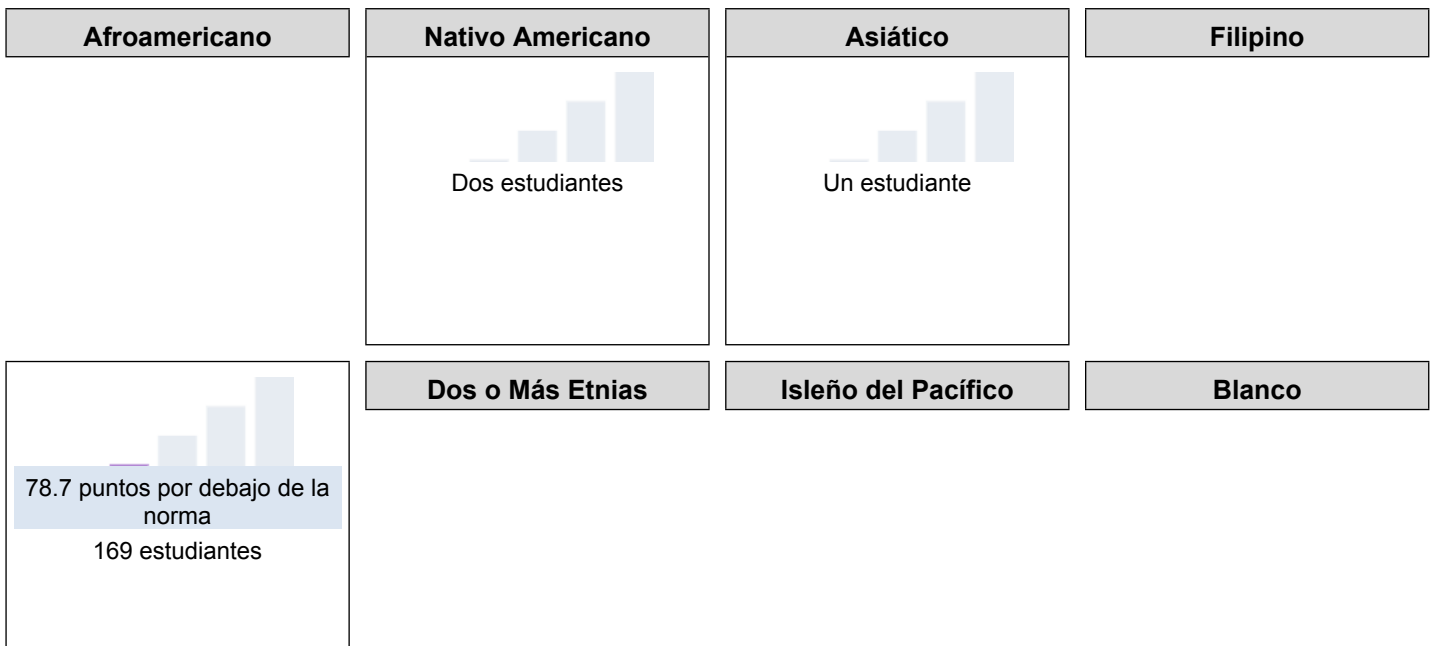 Afroamericano
Nativo Americano
Asiático
Filipino
Dos estudiantes
Un estudiante
Dos o Más Etnias
Isleño del Pacífico
Blanco
78.7 puntos por debajo de la
norma
169 estudiantes